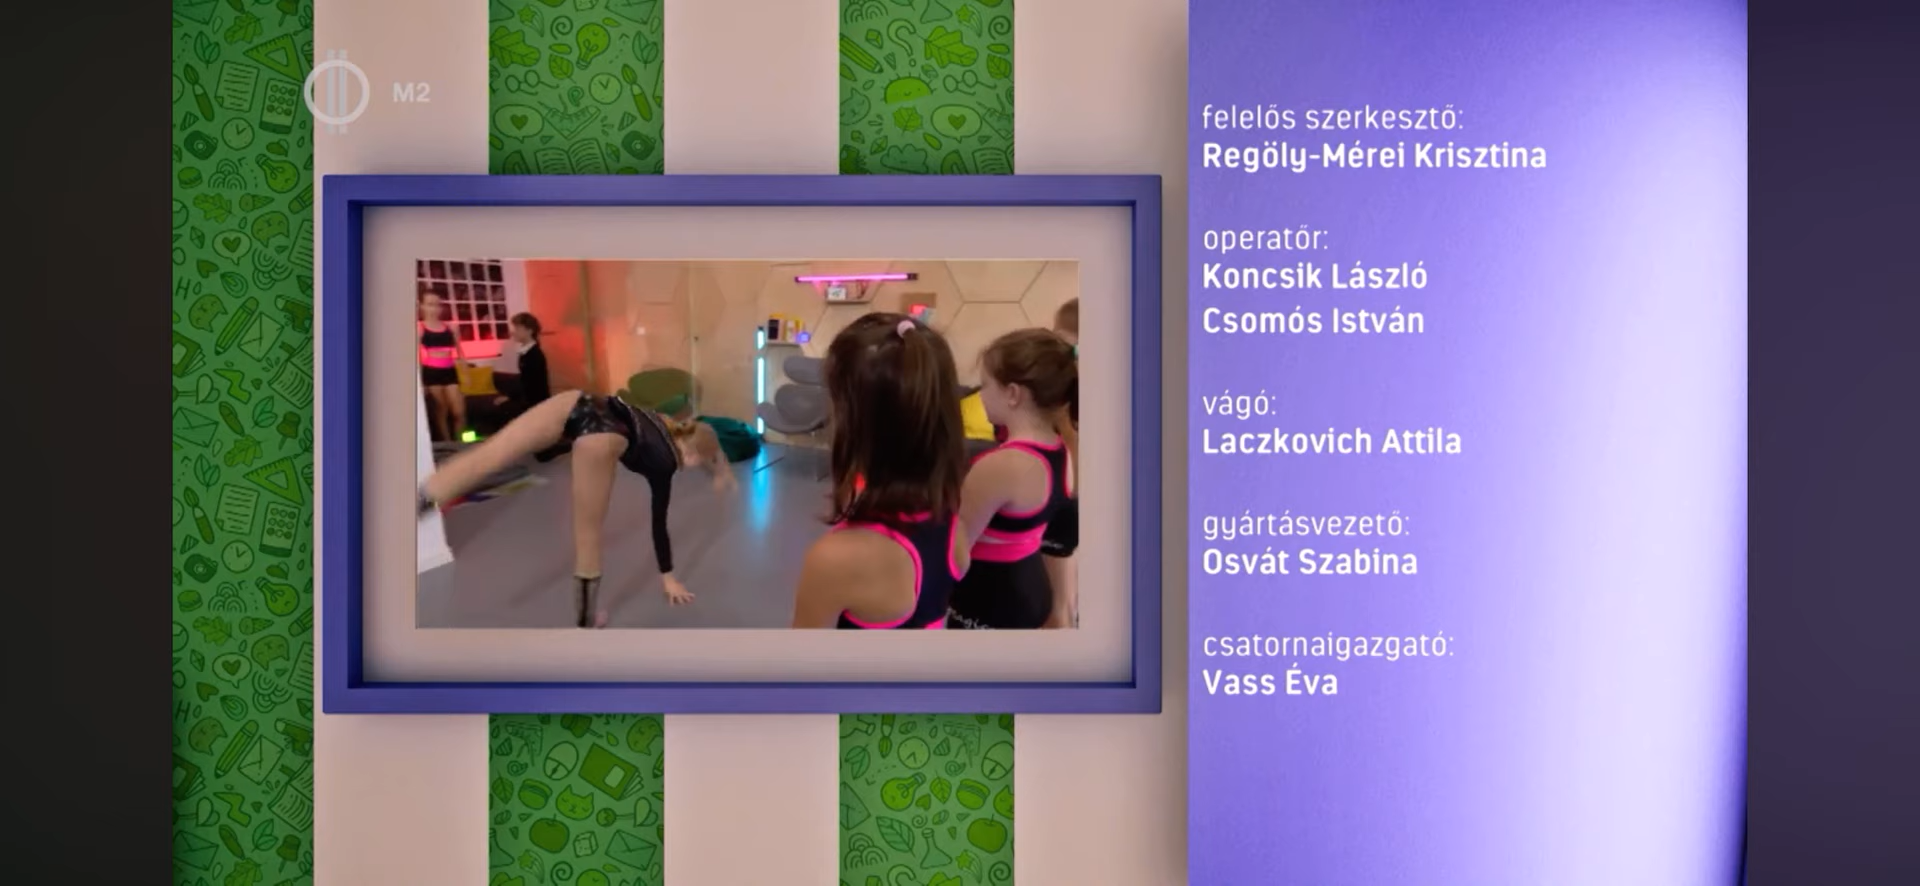 M2
felelős szerkesztő:
Regöly-Mérei Krisztina
operatőr:
Koncsik László
Csomós István
vágó:
Laczkovich Attila
gyártásvezető:
Osvát Szabina
csatornaigazgató:
Vass Éva